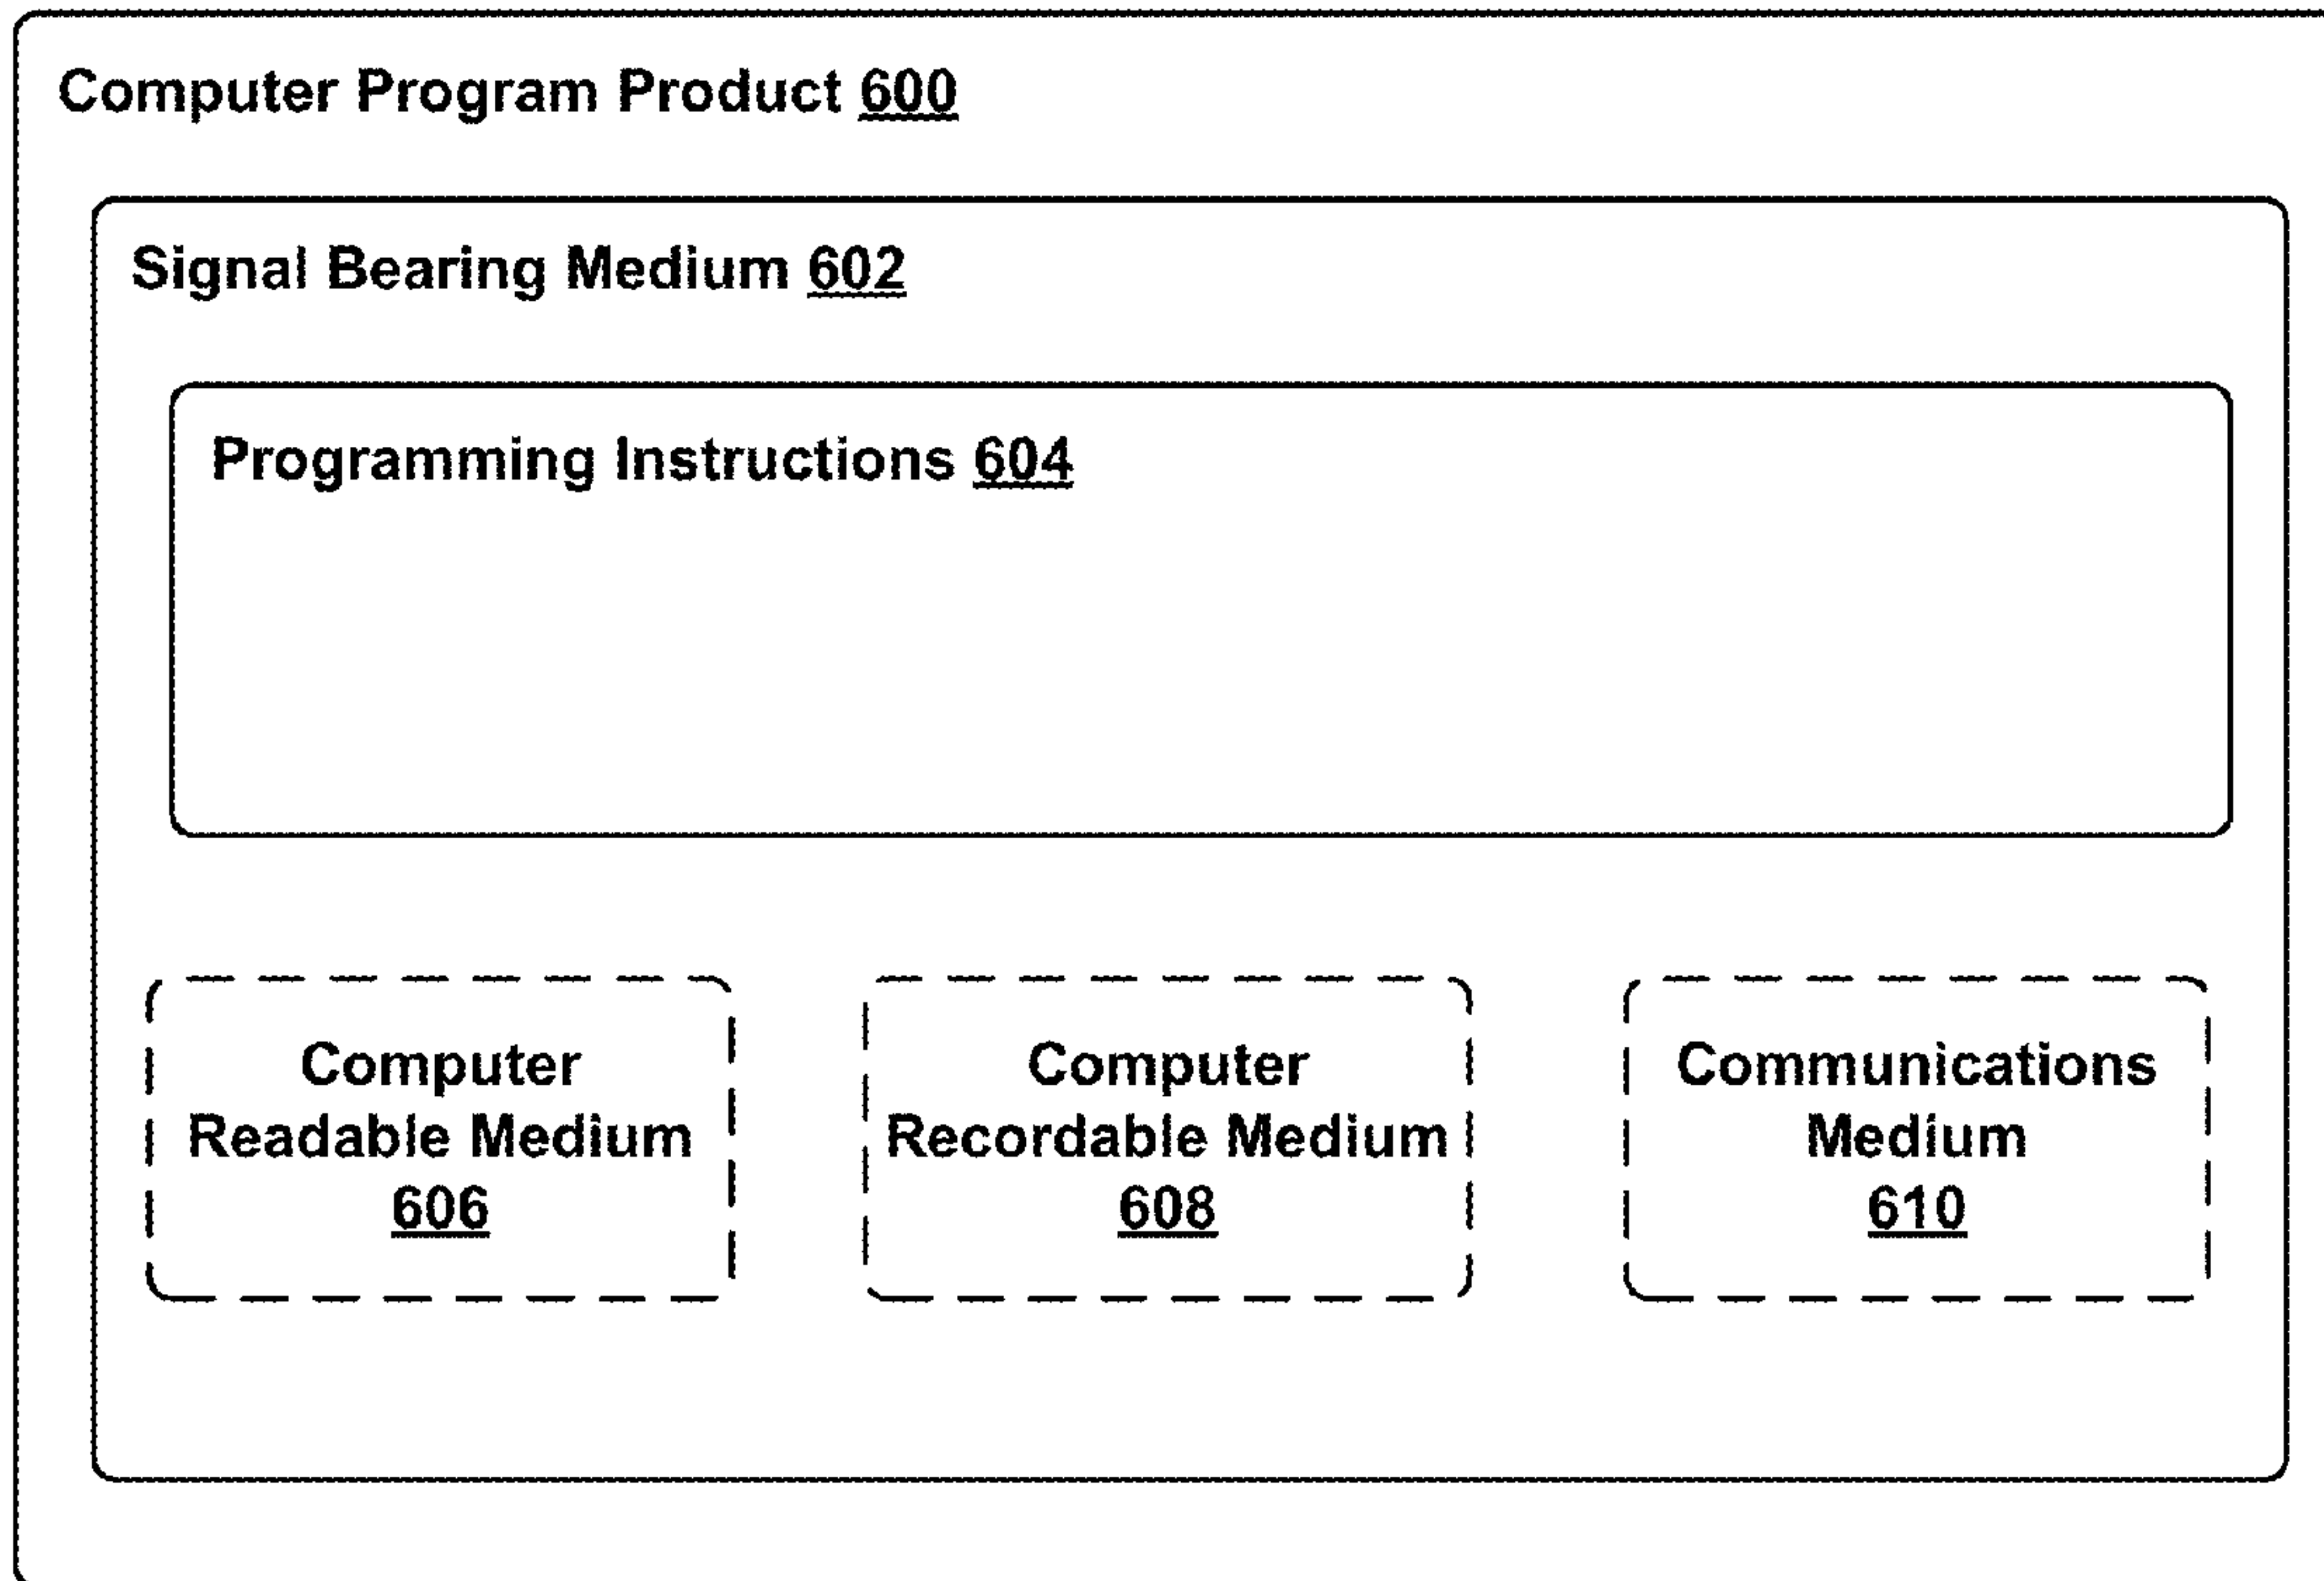 Computer Program Product 600
Signal Bearing Medium 602
Programming Instructions 604
Computer
Readable Medium
606
Computer
Recordable Medium
608
Communications
Medium
610